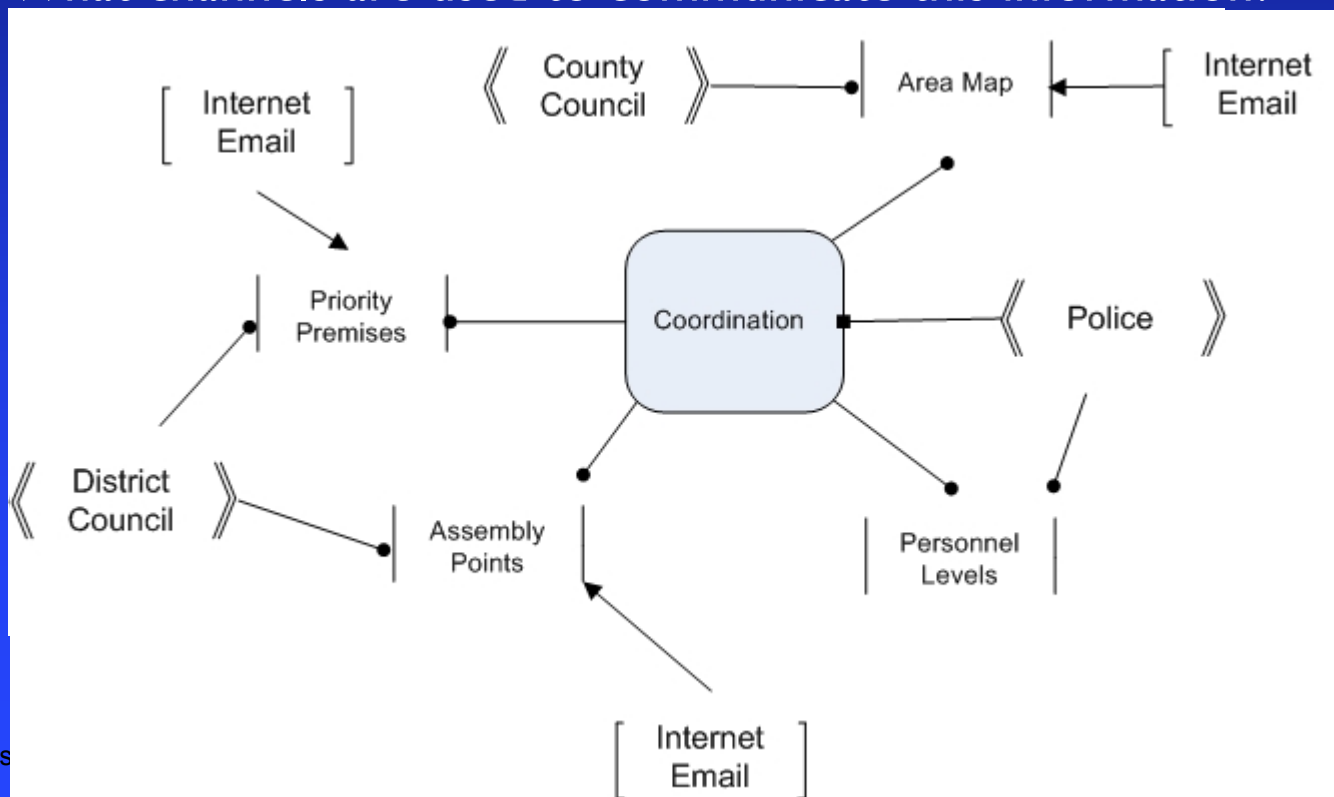 County
Council
Area Map
Internet
Email
Internet
Email
Priority
Premises
Coordination
Police
District
Council
Assembly
Points
Personnel
Levels
Internet
Email